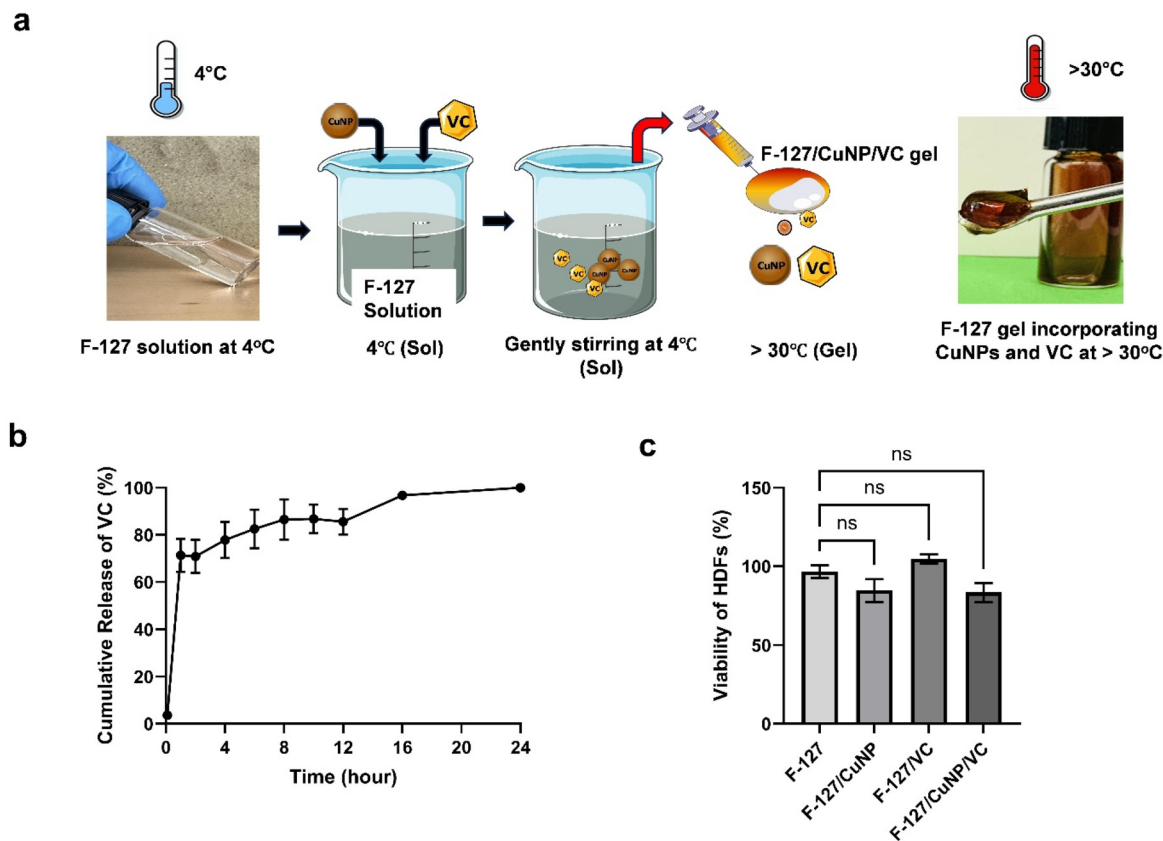 a
4°C
>30°C
CuNP
VC
F-127/CuNP/VC gel
VC
CuNP
VC
CuNP
VC
CuNP
CuNP
VC
VC
F-127
Solution
F-127 solution at 4°C
4℃ (Sol)
Gently stirring at 4℃
(Sol)
> 30℃ (Gel)
F-127 gel incorporating
CuNPs and VC at > 30°C
b
Cumulative Release of VC (%)
100
80
60
40
20
0
0 4 8 12 16 20 24
Time (hour)
c
Viability of HDFs (%)
150
100
50
0
ns
ns
ns
F-127
F-127/CuNP
F-127/VC
F-127/CuNP/VC